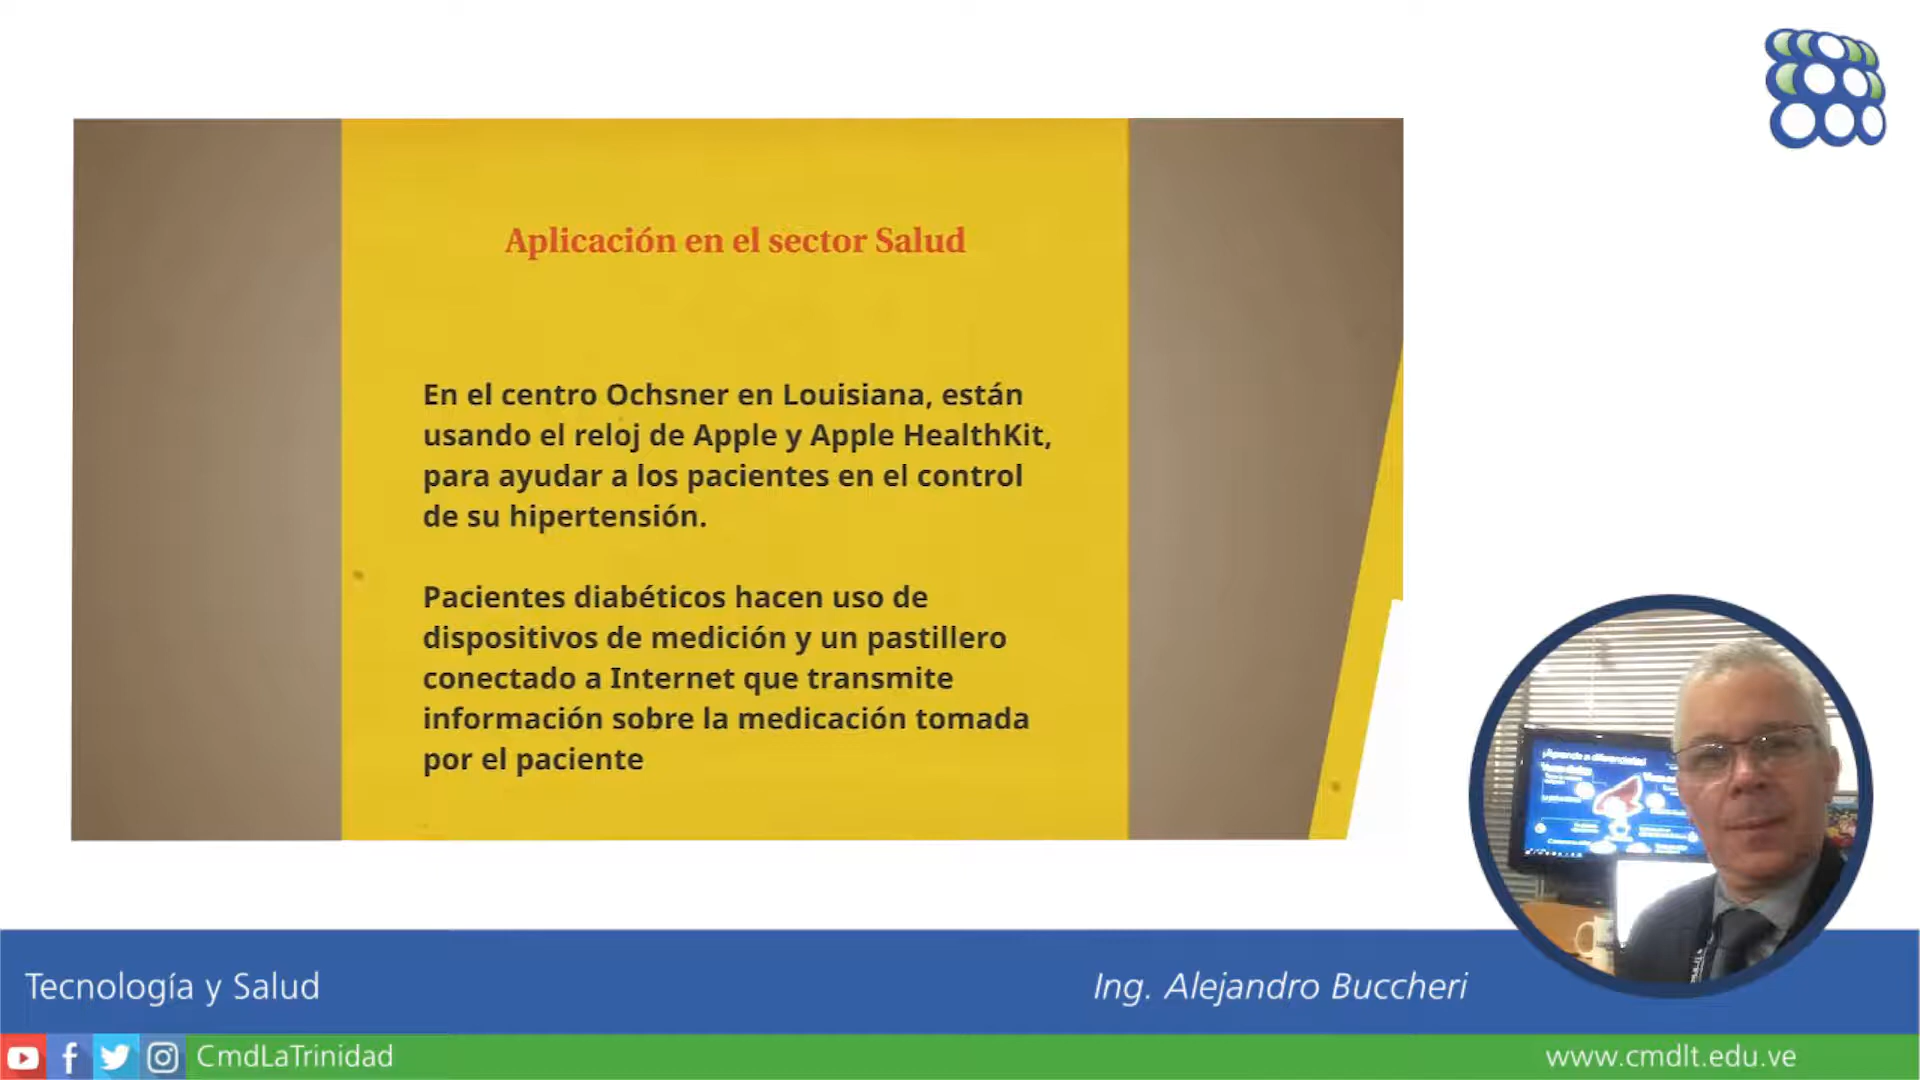 Aplicación en el sector Salud
En el centro Ochsner en Louisiana, están
usando el reloj de Apple y Apple HealthKit,
para ayudar a los pacientes en el control
de su hipertensión.
Pacientes diabéticos hacen uso de
dispositivos de medición y un pastillero
conectado a Internet que transmite
información sobre la medicación tomada
por el paciente
¡Aprende a diferenciarlas!
Tecnología y Salud
Ing. Alejandro Buccheri
CmdLaTrinidad
www.cmdlt.edu.ve